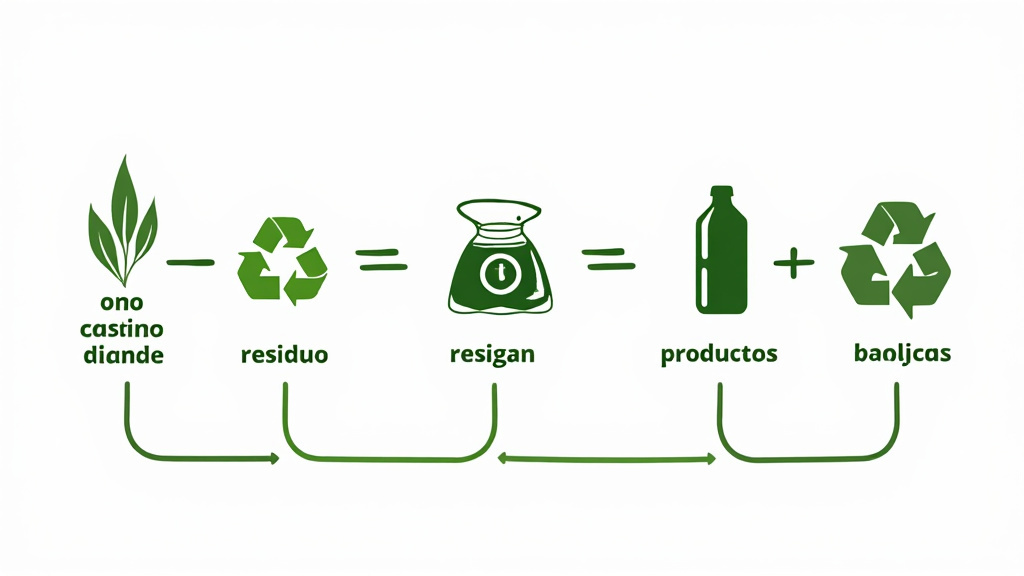 ono
castino
diande
residuo
resigan
productos
baoljcas